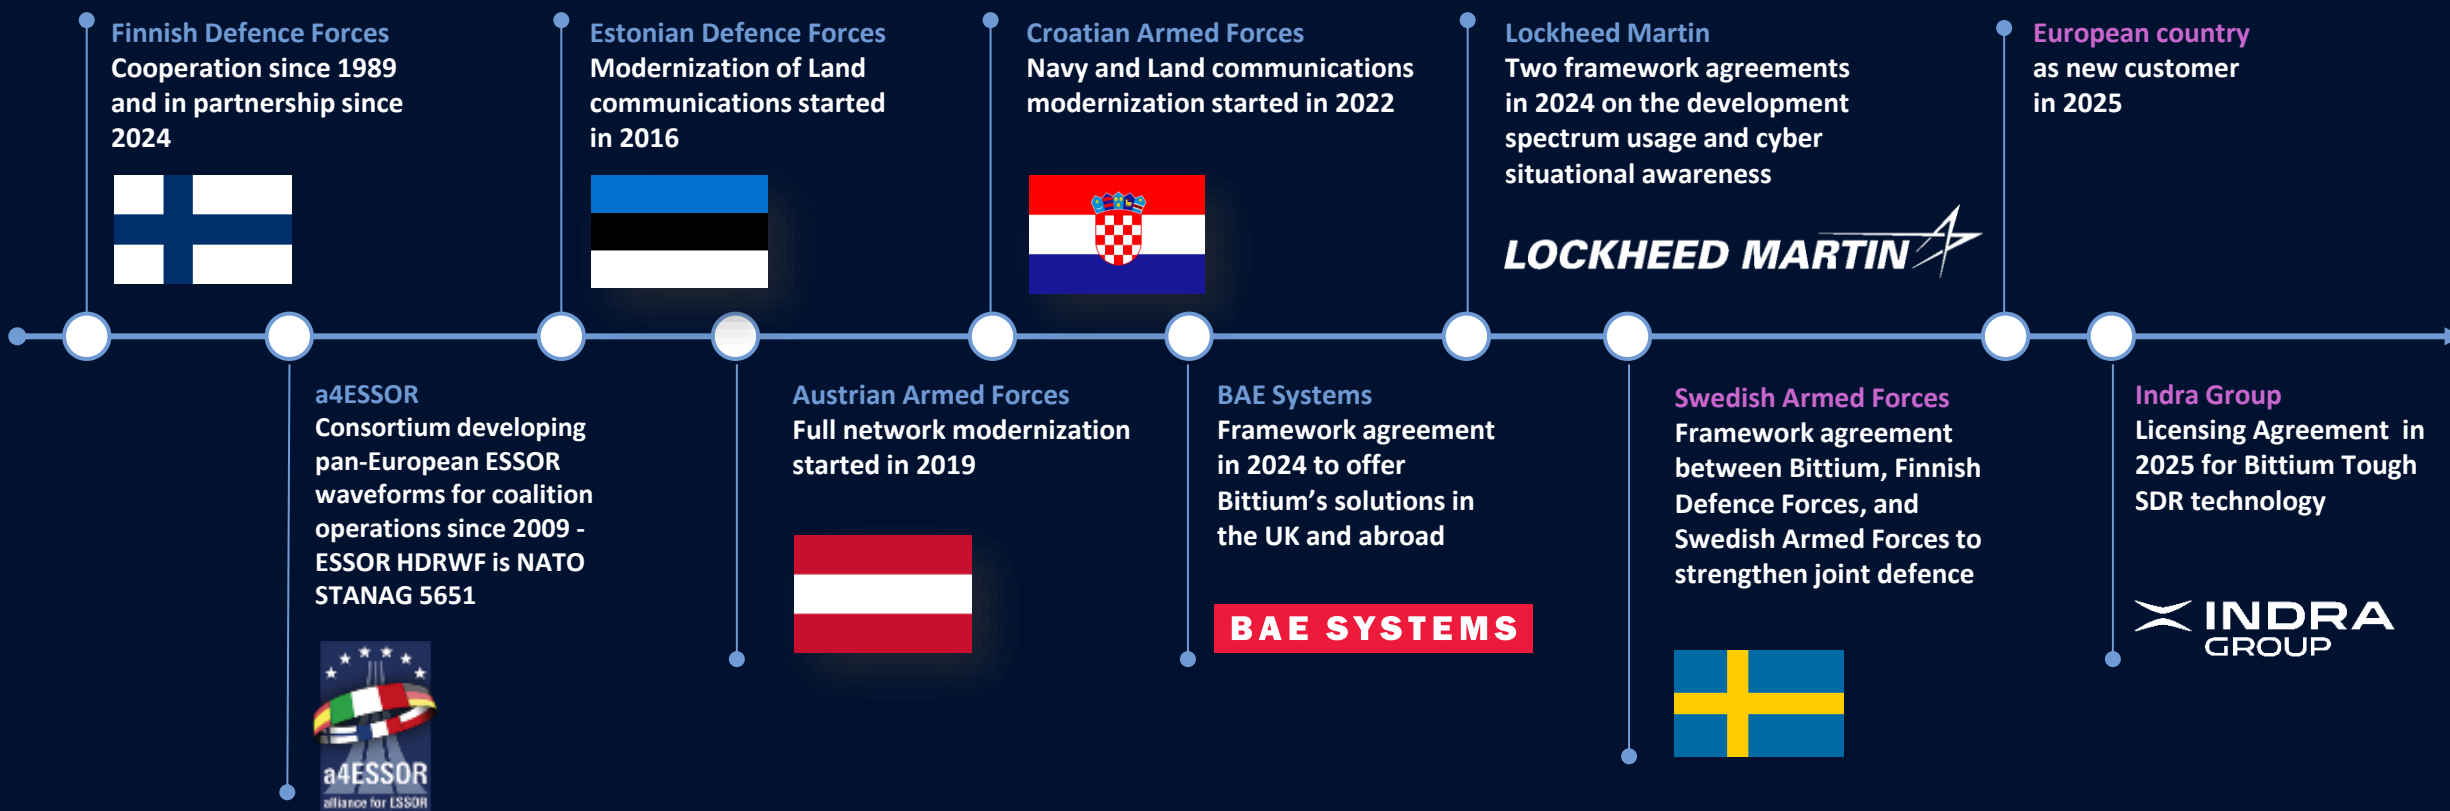 Finnish Defence Forces
Cooperation since 1989
and in partnership since
2024
Estonian Defence Forces
Modernization of Land
communications started
in 2016
Croatian Armed Forces
Navy and Land communications
modernization started in 2022
Lockheed Martin
Two framework agreements
in 2024 on the development
spectrum usage and cyber
situational awareness
LOCKHEED MARTIN
European country
as new customer
in 2025
a4ESSOR
Consortium developing
pan-European ESSOR
waveforms for coalition
operations since 2009 -
ESSOR HDRWF is NATO
STANAG 5651
a4ESSOR
alliance for ESSOR
Austrian Armed Forces
Full network modernization
started in 2019
BAE Systems
Framework agreement
in 2024 to offer
Bittium’s solutions in
the UK and abroad
BAE SYSTEMS
Swedish Armed Forces
Framework agreement
between Bittium, Finnish
Defence Forces, and
Swedish Armed Forces to
strengthen joint defence
Indra Group
Licensing Agreement in
2025 for Bittium Tough
SDR technology
INDRA
GROUP